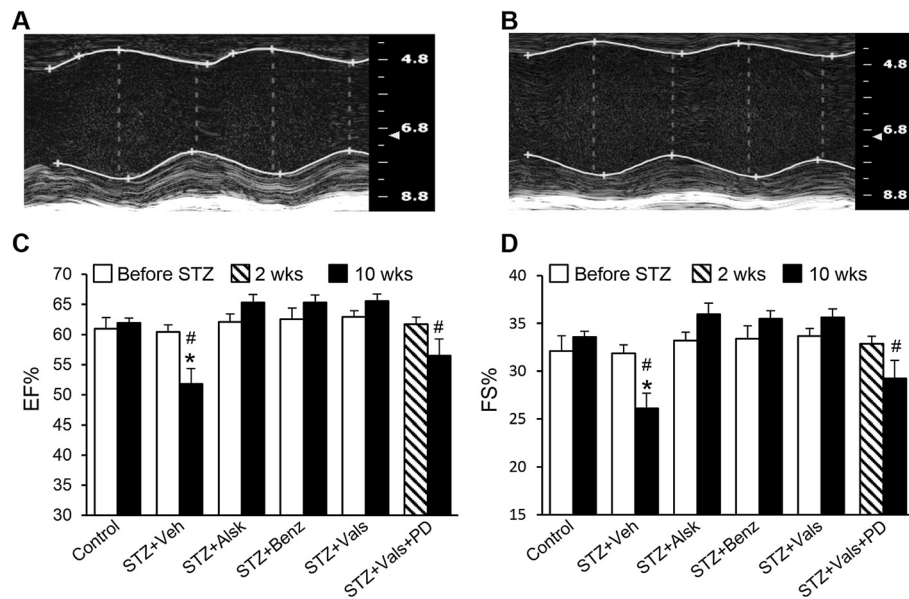 A
4.8
6.8
8.8
B
4.8
6.8
8.8
C
Before STZ 2 wks 10 wks
EF%
70
65
60
55
50
45
40
35
30
#
*
#
Control
STZ+Veh
STZ+Alsk
STZ+Benz
STZ+Vals
STZ+Vals+PD
D
Before STZ 2 wks 10 wks
FS%
40
35
30
25
20
15
#
*
#
Control
STZ+Veh
STZ+Alsk
STZ+Benz
STZ+Vals
STZ+Vals+PD